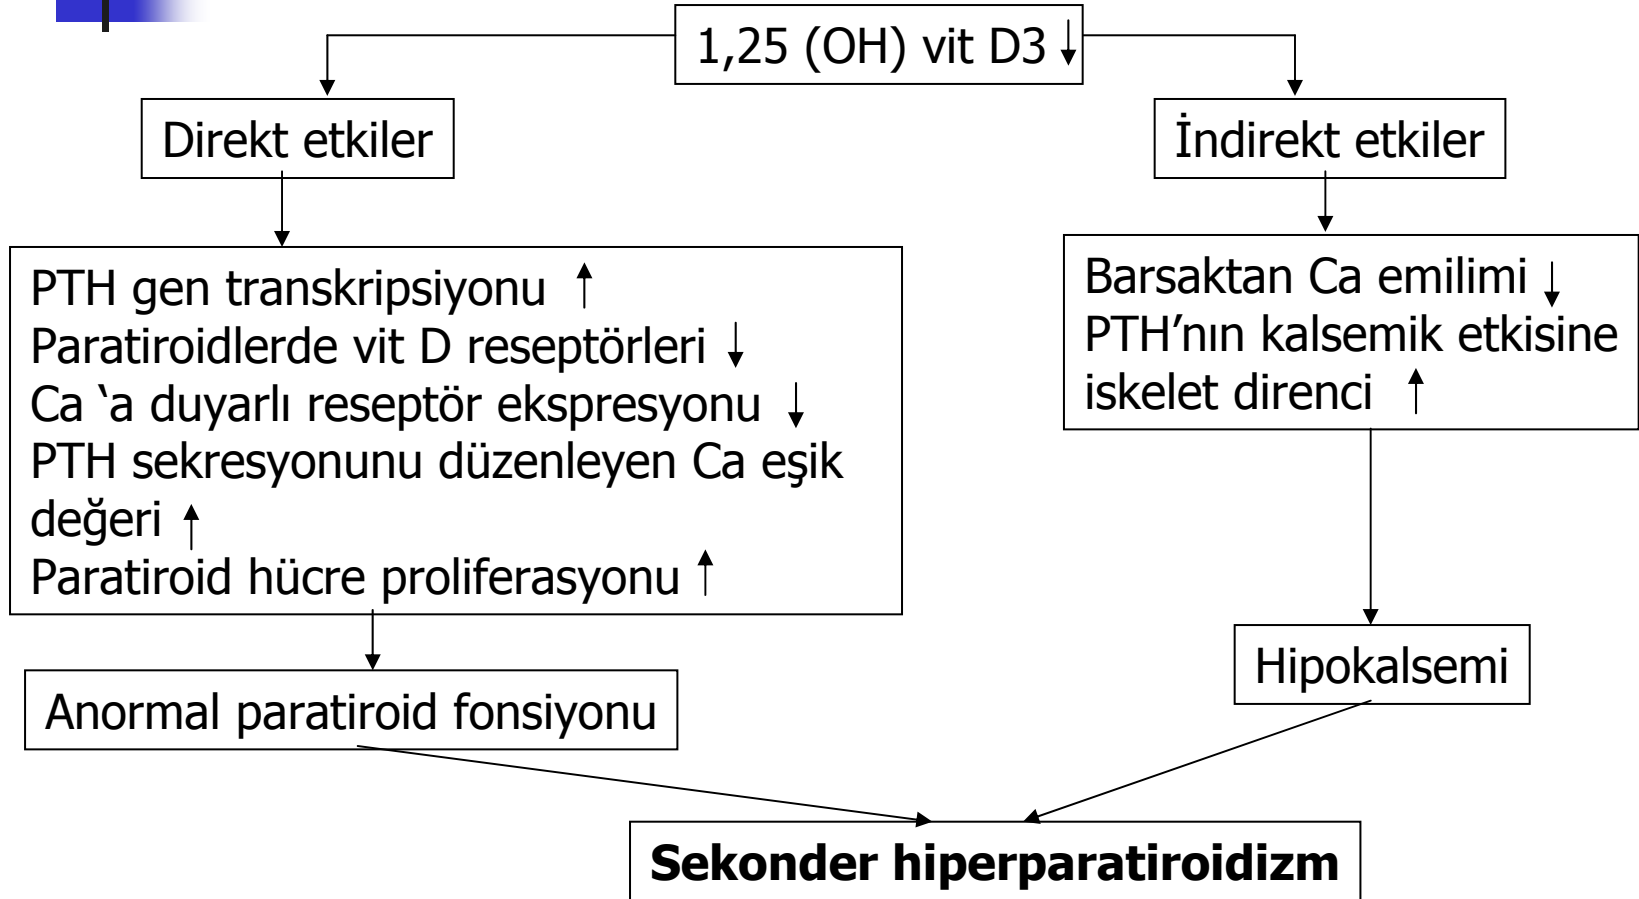 1,25 (OH) vit D3 ↓
Direkt etkiler
İndirekt etkiler
PTH gen transkripsiyonu ↑
Paratiroidlerde vit D reseptörleri ↓
Ca ‘a duyarlı reseptör ekspresyonu ↓
PTH sekresyonunu düzenleyen Ca eşik
değeri ↑
Paratiroid hücre proliferasyonu ↑
Barsaktan Ca emilimi ↓
PTH’nın kalsemik etkisine
iskelet direnci ↑
Anormal paratiroid fonsiyonu
Hipokalsemi
Sekonder hiperparatiroidizm